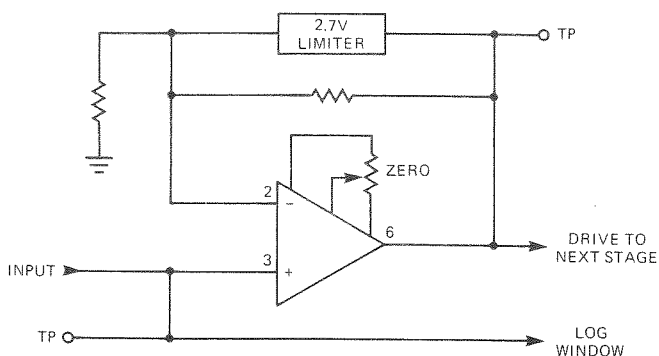 2.7V
LIMITER
TP
ZERO
2
−
6
3
+
INPUT
DRIVE TO
NEXT STAGE
TP
LOG
WINDOW